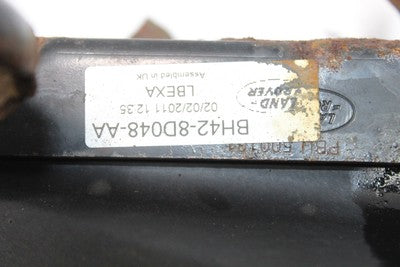 LAND
ROVER
BH42-8D048-AA
02/02/2011 12:35
LBEXA
Assembled in UK